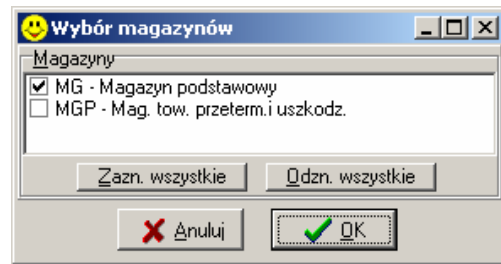 Wybór magazynów
Magazyny
MG - Magazyn podstawowy
MGP - Mag. tow. przeterm.i uszkodz.
Zazn. wszystkie
Odzn. wszystkie
Anuluj
OK